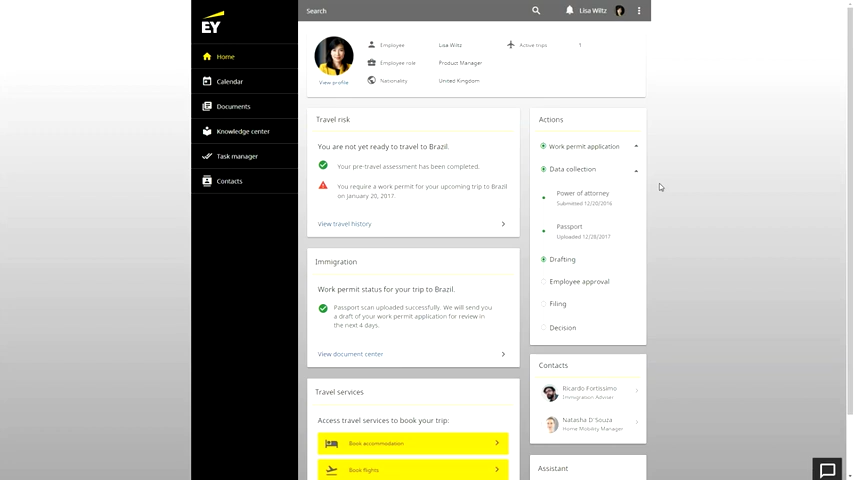 EY
Home
Calendar
Documents
Knowledge center
Task manager
Contacts
Search
Lisa Wiltz
Employee Lisa Wiltz
Employee role Product Manager
Nationality United Kingdom
Active trips 1
View profile
Travel risk
You are not yet ready to travel to Brazil.
Your pre-travel assessment has been completed.
You require a work permit for your upcoming trip to Brazil
on January 20, 2017.
View travel history
Immigration
Work permit status for your trip to Brazil.
Passport scan uploaded successfully. We will send you
a draft of your work permit application for review in
the next 4 days.
View document center
Travel services
Access travel services to book your trip:
Book accommodation
Book flights
Actions
Work permit application
Data collection
Power of attorney
Submitted 12/20/2016
Passport
Uploaded 12/28/2017
Drafting
Employee approval
Filing
Decision
Contacts
Ricardo Fortissimo
Immigration Advisor
Natasha D'Souza
Home Mobility Manager
Assistant